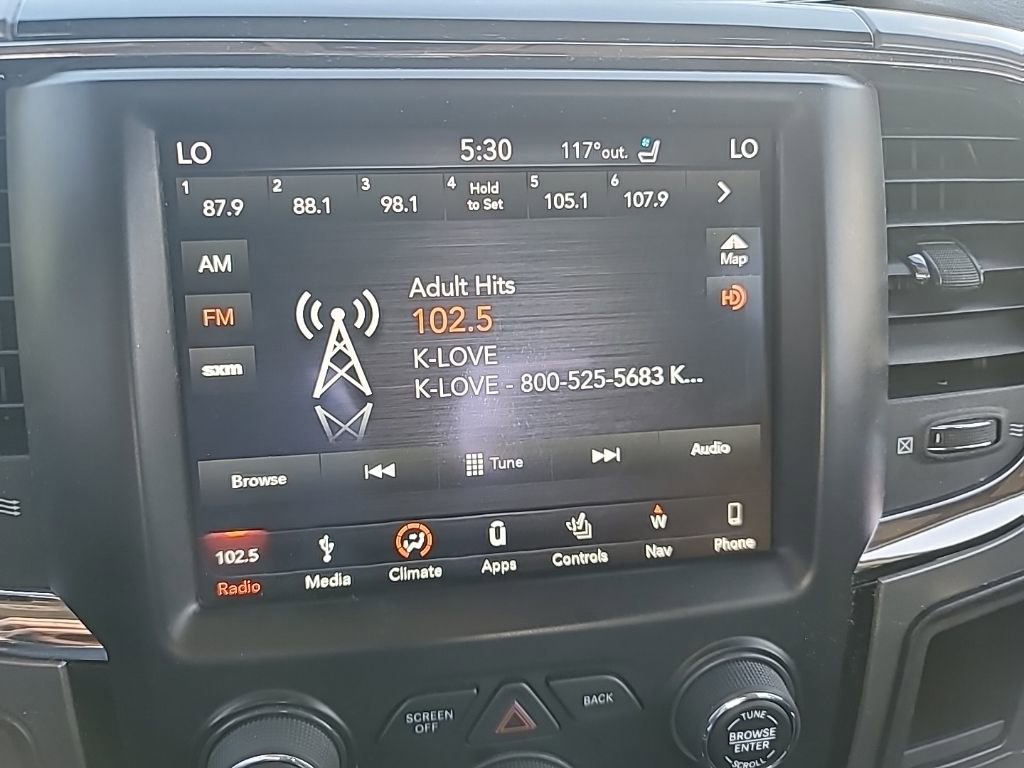 LO 5:30 117°out. LO
1 87.9 2 88.1 3 98.1 4 Hold to Set 5 105.1 6 107.9
AM
Map
FM
HD
sxm
Adult Hits
102.5
K-LOVE
K-LOVE - 800-525-5683 K...
Browse Tune Audio
102.5 W
Radio Media Climate Apps Controls Nav Phone
SCREEN
OFF
BACK
TUNE
BROWSE
ENTER
SCROLL